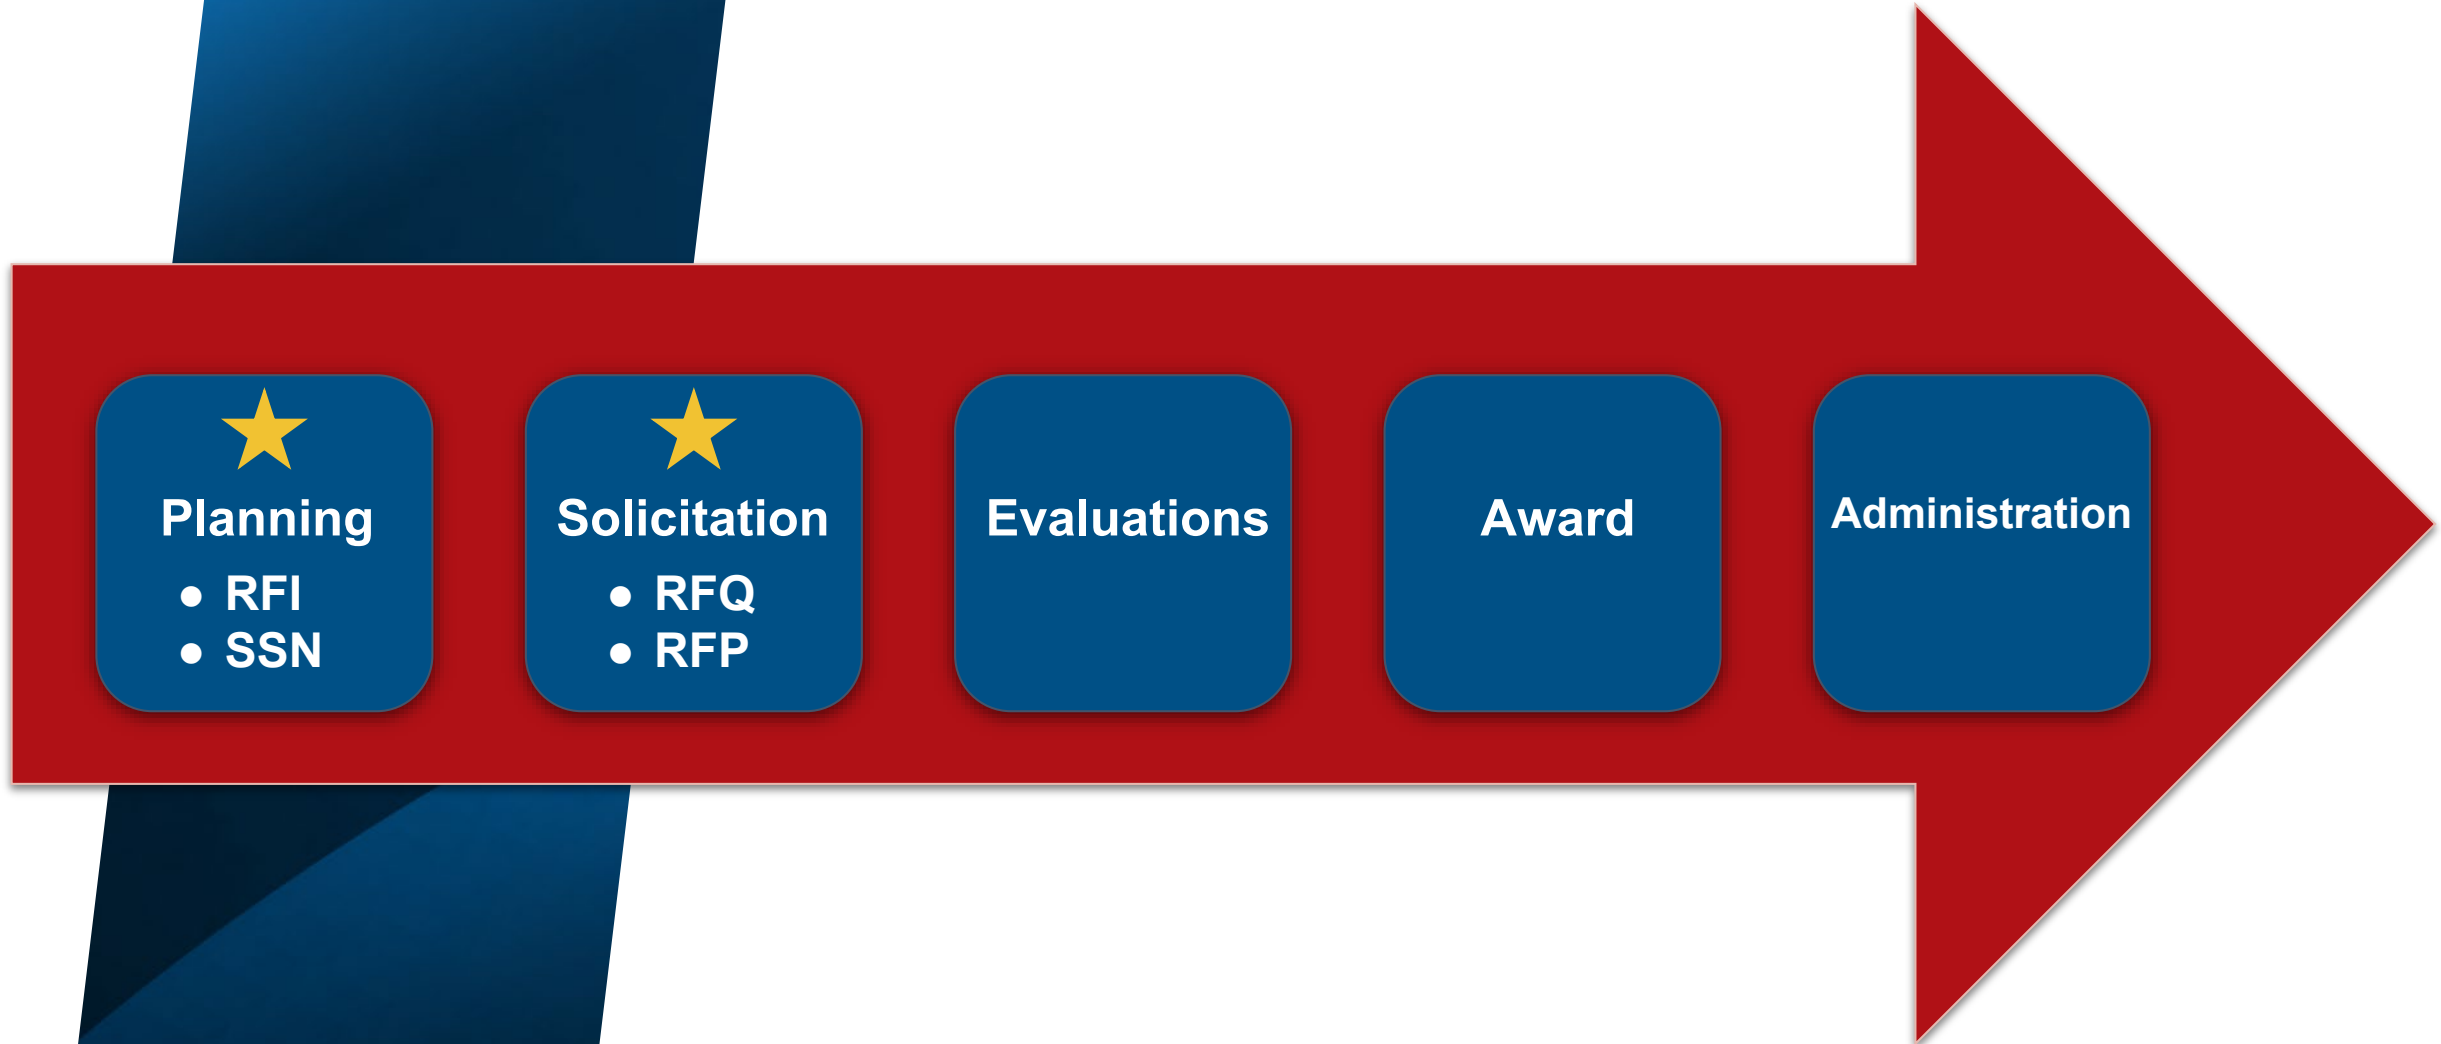 Planning
● RFI
● SSN
Solicitation
● RFQ
● RFP
Evaluations
Award
Administration